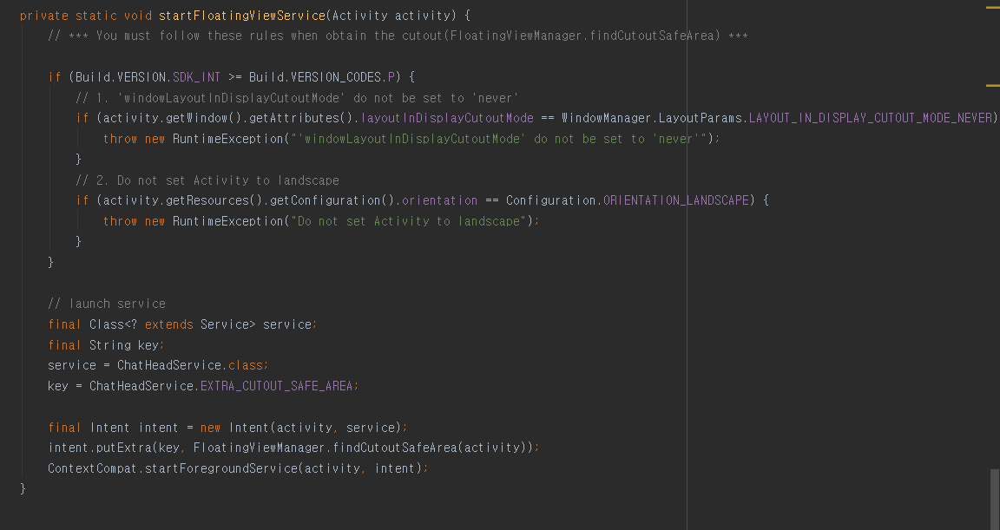 private static void startFloatingViewService(Activity activity) {
// *** You must follow these rules when obtain the cutout(FloatingViewManager.findCutoutSafeArea) ***
if (Build.VERSION.SDK_INT >= Build.VERSION_CODES.P) {
// 1. 'windowLayoutInDisplayCutoutMode' do not be set to 'never'
if (activity.getWindow().getAttributes().layoutInDisplayCutoutMode == WindowManager.LayoutParams.LAYOUT_IN_DISPLAY_CUTOUT_MODE_NEVER)
throw new RuntimeException("'windowLayoutInDisplayCutoutMode' do not be set to 'never'");
}
// 2. Do not set Activity to landscape
if (activity.getResources().getConfiguration().orientation == Configuration.ORIENTATION_LANDSCAPE) {
throw new RuntimeException("Do not set Activity to landscape");
}
}
// launch service
final Class<? extends Service> service;
final String key;
service = ChatHeadService.class;
key = ChatHeadService.EXTRA_CUTOUT_SAFE_AREA;
final Intent intent = new Intent(activity, service);
intent.putExtra(key, FloatingViewManager.findCutoutSafeArea(activity));
ContextCompat.startForegroundService(activity, intent);
}